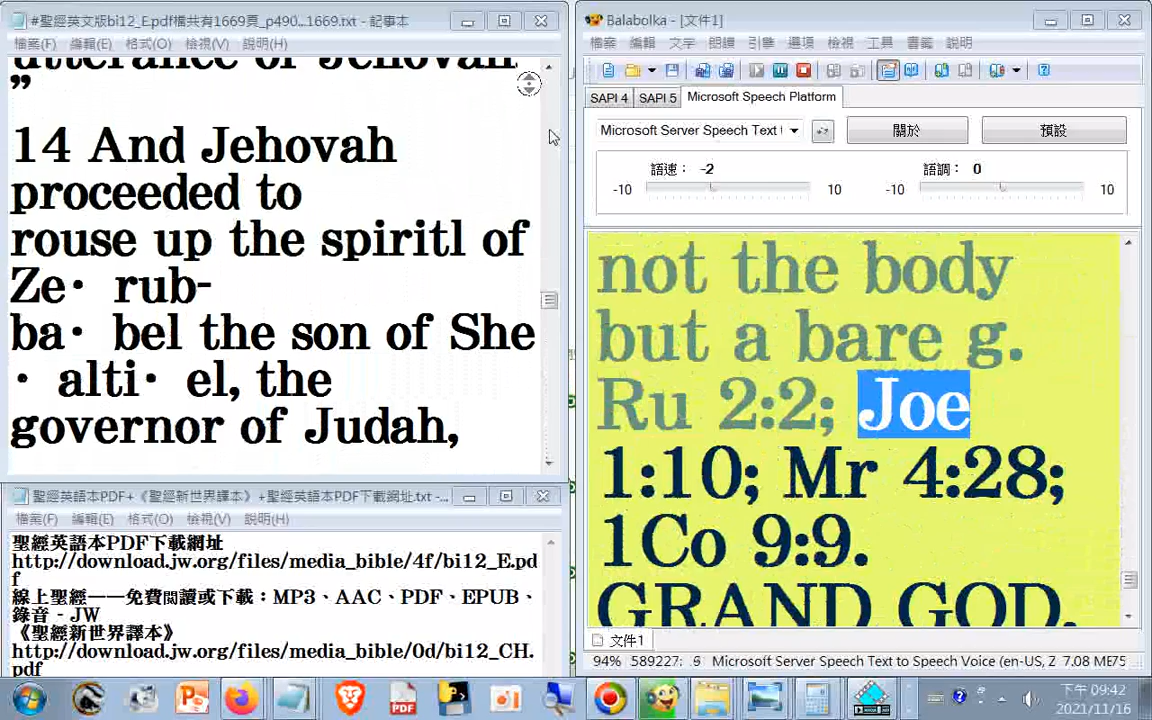 #聖經英文版bi12_E.pdf檔共有1669頁_p490...1669.txt - 記事本
檔案(F) 編輯(E) 格式(O) 檢視(V) 說明(H)
utterance of Jehovah.
”
14 And Jehovah
proceeded to
rouse up the spiritl of
Ze· rub-
ba· bel the son of She
· alti· el, the
governor of Judah,
聖經英語本PDF+《聖經新世界譯本》+聖經英語本PDF下載網址.txt -...
檔案(F) 編輯(E) 格式(O) 檢視(V) 說明(H)
聖經英語本PDF下載網址
http://download.jw.org/files/media_bible/4f/bi12_E.pd
f
線上聖經——免費閱讀或下載：MP3、AAC、PDF、EPUB、
錄音 - JW
《聖經新世界譯本》
http://download.jw.org/files/media_bible/0d/bi12_CH.
pdf
Balabolka - [文件1]
檔案 編輯 文字 朗讀 引擎 選項 檢視 工具 書籤 說明
SAPI 4 SAPI 5 Microsoft Speech Platform
Microsoft Server Speech Text 關於 預設
語速： -2 語調： 0
-10 10 -10 10
not the body
but a bare g.
Ru 2:2; Joe
1:10; Mr 4:28;
1Co 9:9.
GRAND GOD,
文件1
94% 589227: .9 Microsoft Server Speech Text to Speech Voice (en-US, Z 7.08 ME75
下午 09:42
2021/11/16